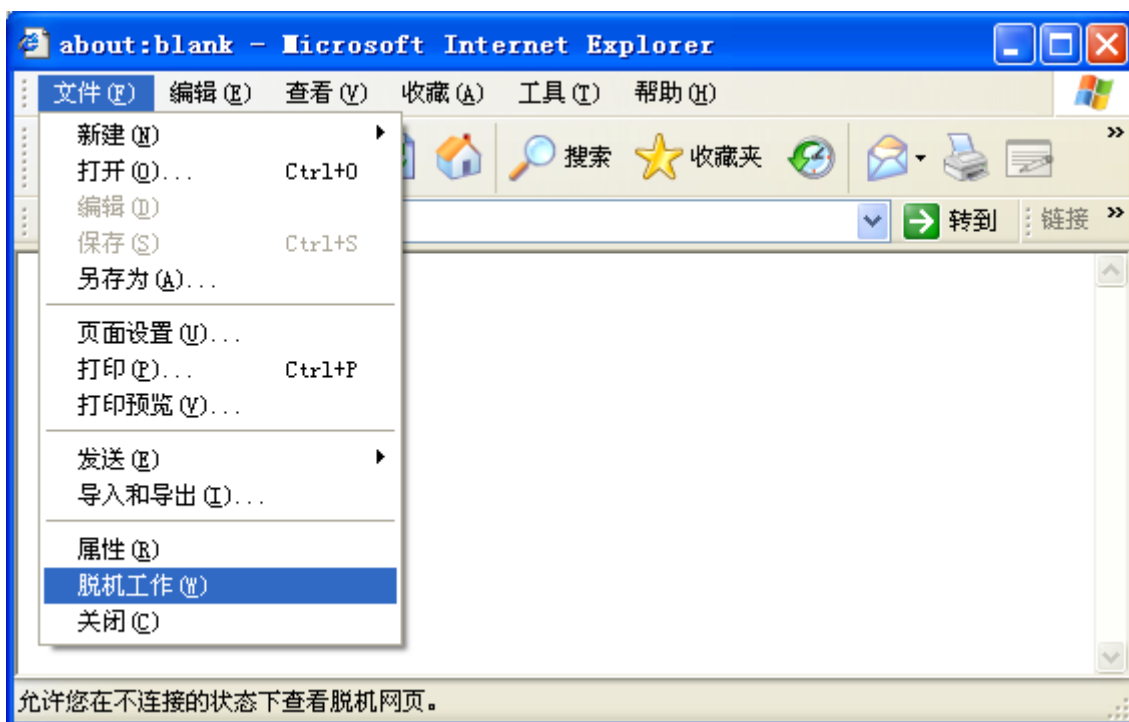 about:blank - Microsoft Internet Explorer
文件(F) 编辑(E) 查看(V) 收藏(A) 工具(T) 帮助(H)
新建(N)
搜索 收藏夹
打开(O)... Ctrl+O
编辑(D)
转到 链接
保存(S) Ctrl+S
另存为(A)...
页面设置(U)...
打印(P)... Ctrl+P
打印预览(V)...
发送(E)
导入和导出(I)...
属性(R)
脱机工作(W)
关闭(C)
允许您在不连接的状态下查看脱机网页。